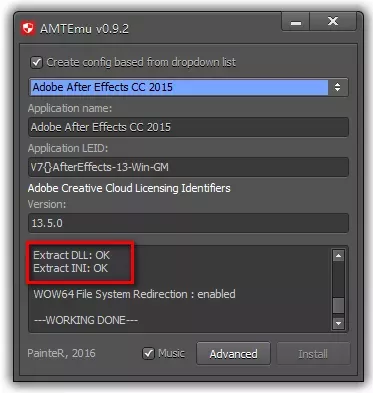 AMTEmu v0.9.2
Create config based from dropdown list
Adobe After Effects CC 2015
Application name:
Adobe After Effects CC 2015
Application LEID:
V7{}AfterEffects-13-Win-GM
Adobe Creative Cloud Licensing Identifiers
Version:
13.5.0
Extract DLL: OK
Extract INI: OK
WOW64 File System Redirection : enabled
---WORKING DONE---
PainteR, 2016 Music Advanced Install